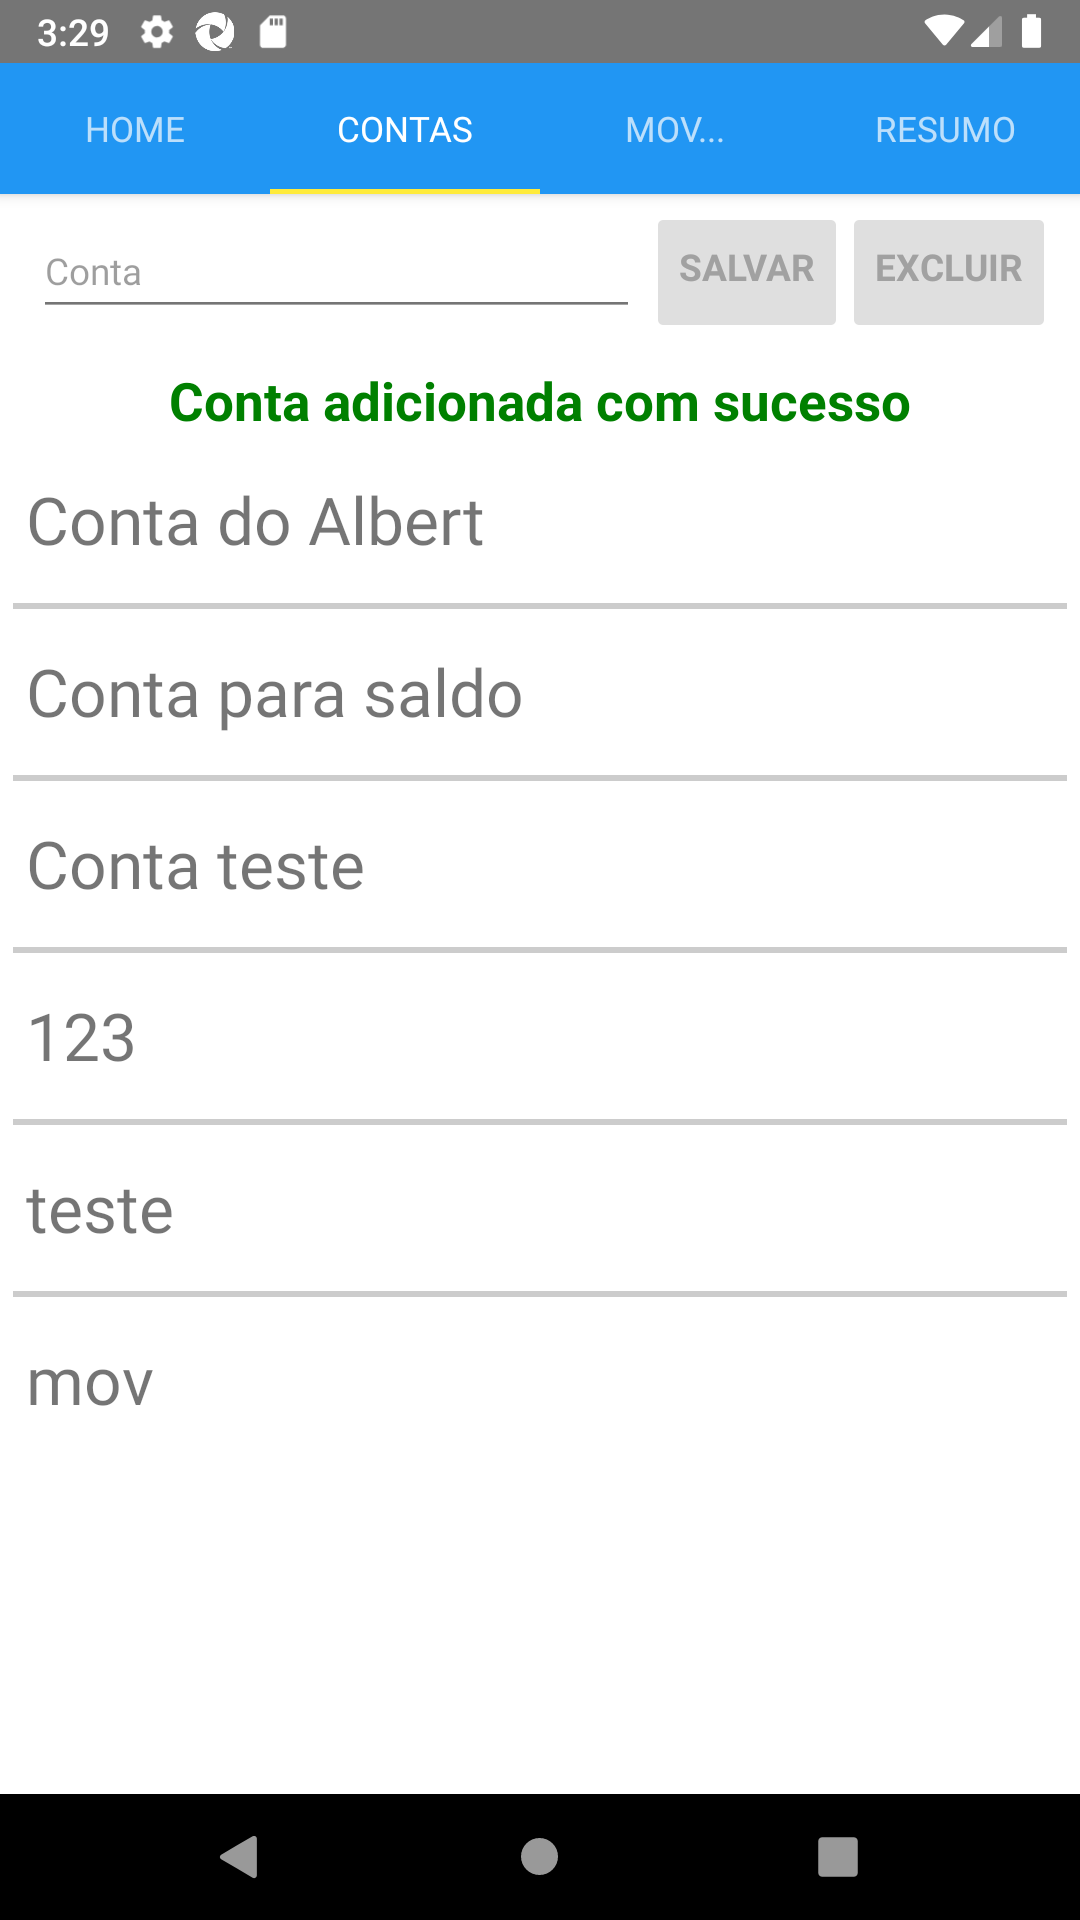 3:29
HOME CONTAS MOV... RESUMO
Conta SALVAR EXCLUIR
Conta adicionada com sucesso
Conta do Albert
Conta para saldo
Conta teste
123
teste
mov